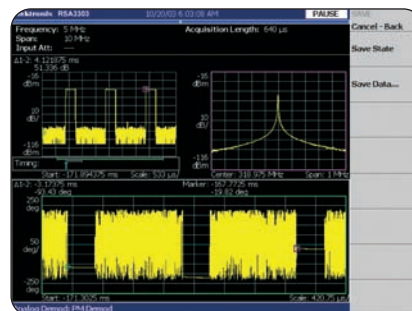 Tektronix RSA3303 10/20/03 6:03:08 AM PAUSE SAVE
Frequency: 5 MHz Acquisition Length: 640 µs
Span: 10 MHz
Input Att: ---
Cancel - Back
Save State
Save Data...
Δ1-2: 4.121875 ms
51.336 dB
-15
dBm
10
dB/
-115
dBm
-15
dBm
10
dB/
-115
dBm
Timing:
Start: -171.894375 ms Scale: 533 µs/
Center: 318.975 MHz Span: 1 MHz
Δ1-2: -3.17375 ms Marker: -167.7725 ms
-93.43 deg -19.82 deg
250
deg
50
deg/
-250
deg
Start: -171.3025 ms Scale: 420.75 µs/
Analog Demod: PM Demod